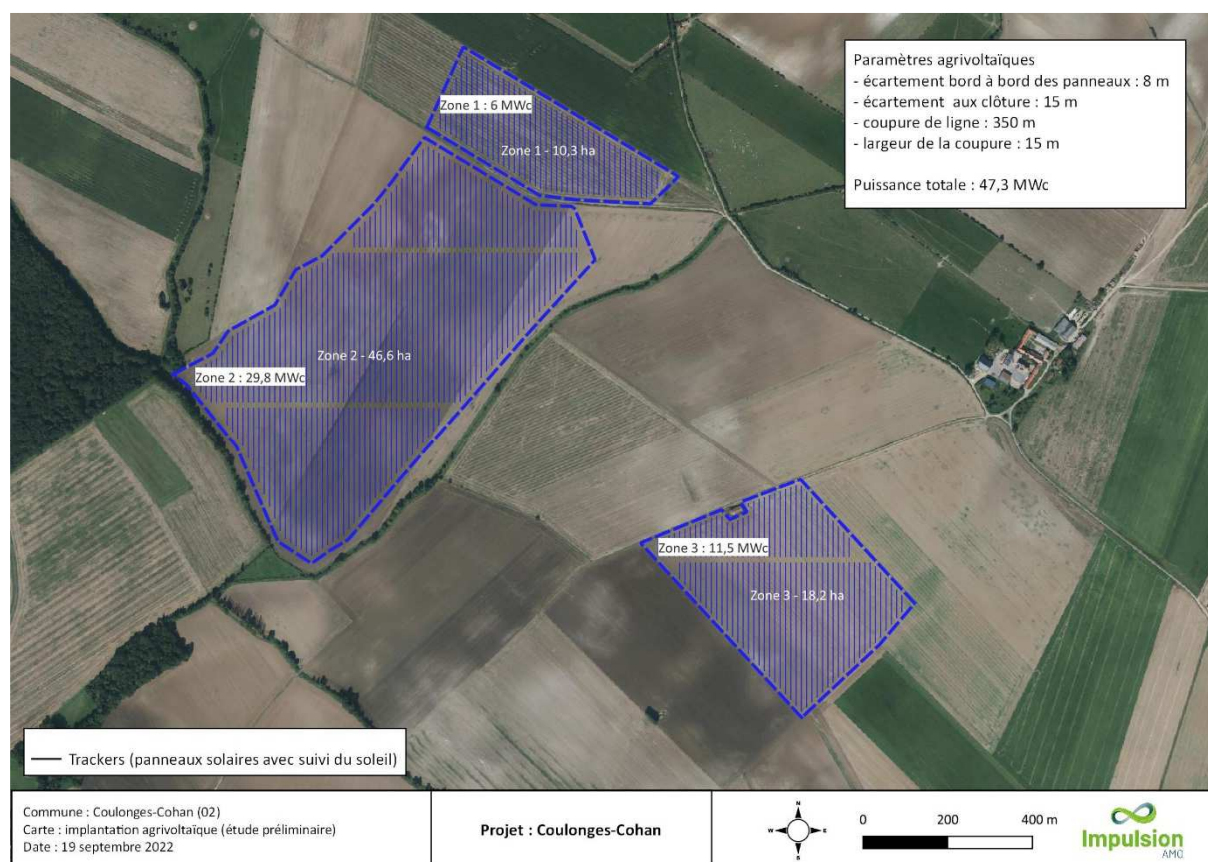 Paramètres agrivoltaïques
- écartement bord à bord des panneaux : 8 m
- écartement aux clôture : 15 m
- coupure de ligne : 350 m
- largeur de la coupure : 15 m
Puissance totale : 47,3 MWc
Zone 1 : 6 MWc
Zone 1 - 10,3 ha
Zone 2 - 46,6 ha
Zone 2 : 29,8 MWc
Zone 3 : 11,5 MWc
Zone 3 - 18,2 ha
Trackers (panneaux solaires avec suivi du soleil)
Commune : Coulonges-Cohan (02)
Carte : implantation agrivoltaïque (étude préliminaire)
Date : 19 septembre 2022
Projet : Coulonges-Cohan
N
W E
S
0 200 400 m
Impulsion
AMO